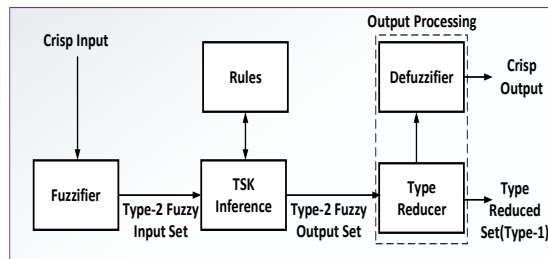 Output Processing
Crisp Input
Rules
Defuzzifier
Crisp
Output
Fuzzifier
TSK
Inference
Type
Reducer
Type-2 Fuzzy
Input Set
Type-2 Fuzzy
Output Set
Type
Reduced
Set(Type-1)